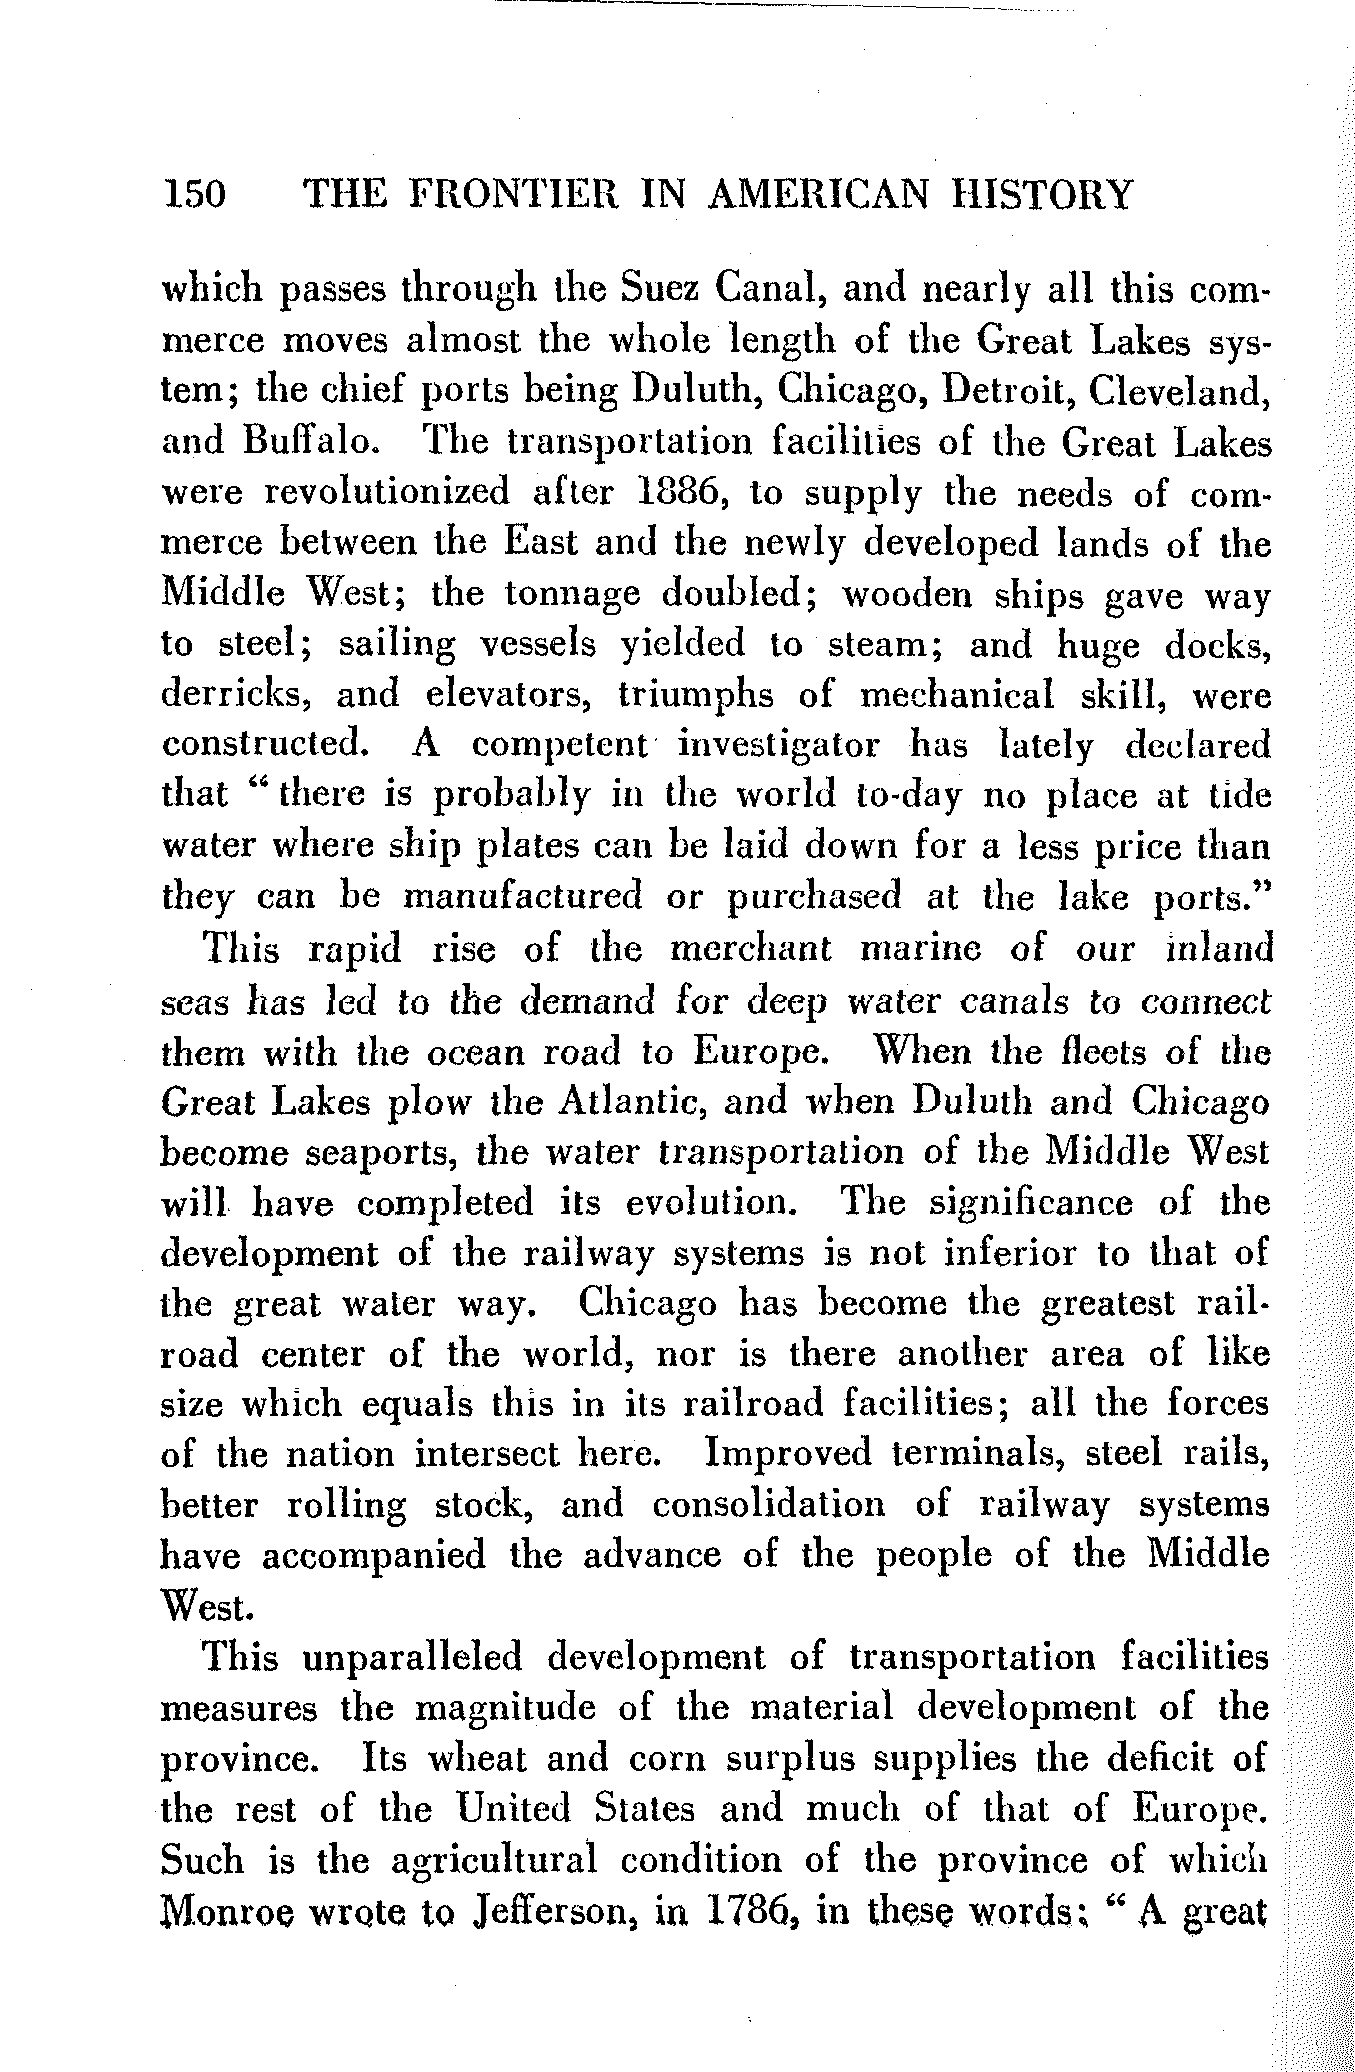 150 THE FRONTIER IN AMERICAN HISTORY
which passes through the Suez Canal, and nearly all this com-
merce moves almost the whole length of the Great Lakes sys-
tem; the chief ports being Duluth, Chicago, Detroit, Cleveland,
and Buffalo. The transportation facilities of the Great Lakes
were revolutionized after 1886, to supply the needs of com-
merce between the East and the newly developed lands of the
Middle West; the tonnage doubled; wooden ships gave way
to steel; sailing vessels yielded to steam; and huge docks,
derricks, and elevators, triumphs of mechanical skill, were
constructed. A competent investigator has lately declared
that “ there is probably in the world to-day no place at tide
water where ship plates can be laid down for a less price than
they can be manufactured or purchased at the lake ports.”
This rapid rise of the merchant marine of our inland
seas has led to the demand for deep water canals to connect
them with the ocean road to Europe. When the fleets of the
Great Lakes plow the Atlantic, and when Duluth and Chicago
become seaports, the water transportation of the Middle West
will have completed its evolution. The significance of the
development of the railway systems is not inferior to that of
the great water way. Chicago has become the greatest rail-
road center of the world, nor is there another area of like
size which equals this in its railroad facilities; all the forces
of the nation intersect here. Improved terminals, steel rails,
better rolling stock, and consolidation of railway systems
have accompanied the advance of the people of the Middle
West.
This unparalleled development of transportation facilities
measures the magnitude of the material development of the
province. Its wheat and corn surplus supplies the deficit of
the rest of the United States and much of that of Europe.
Such is the agricultural condition of the province of which
Monroe wrote to Jefferson, in 1786, in these words: “ A great